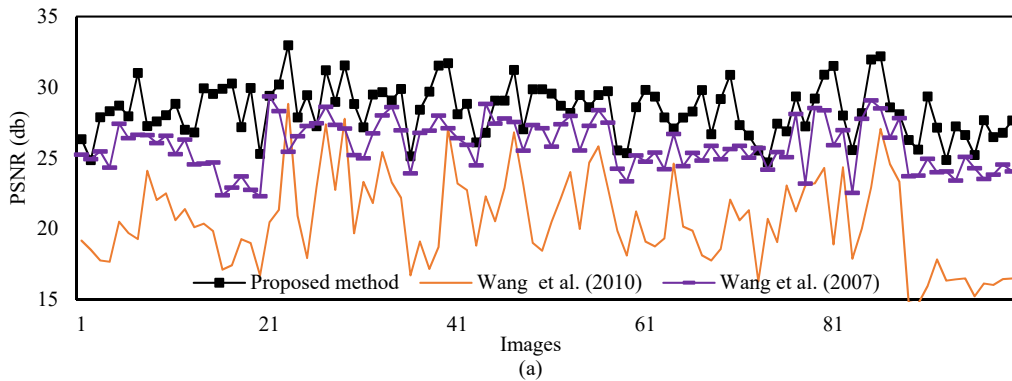 35
30
25
20
15
PSNR (db)
Proposed method
Wang et al. (2010)
Wang et al. (2007)
1
21
41
61
81
Images
(a)